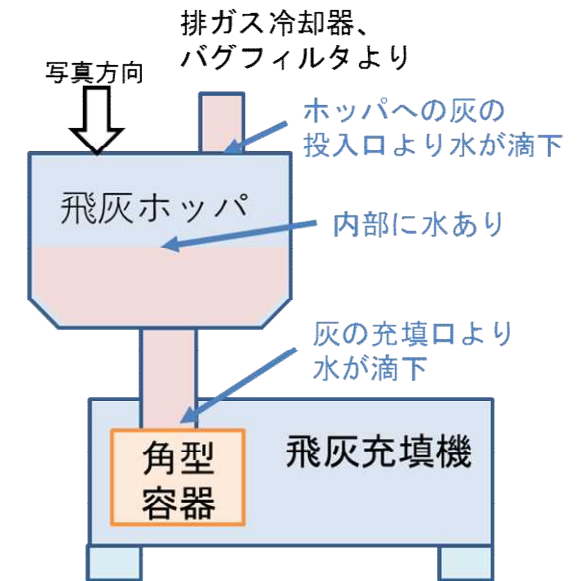 排ガス冷却器、
バグフィルタより
写真方向
ホッパへの灰の
投入口より水が滴下
飛灰ホッパ
内部に水あり
灰の充填口より
水が滴下
角型
容器
飛灰充填機